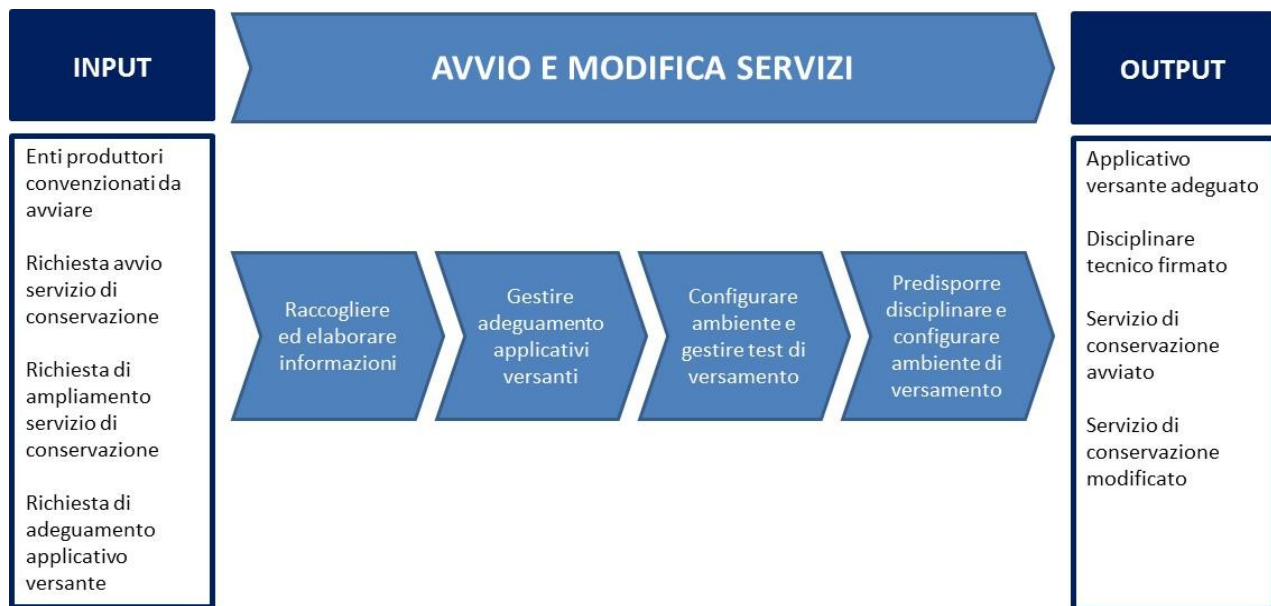 INPUT
AVVIO E MODIFICA SERVIZI
OUTPUT
Enti produttori
convenzionati da
avviare
Richiesta avvio
servizio di
conservazione
Richiesta di
ampliamento
servizio di
conservazione
Richiesta di
adeguamento
applicativo
versante
Raccogliere
ed elaborare
informazioni
Gestire
adeguamento
applicativi
versanti
Configurare
ambiente e
gestire test di
versamento
Predisporre
disciplinare e
configurare
ambiente di
versamento
Applicativo
versante adeguato
Disciplinare
tecnico firmato
Servizio di
conservazione
avviato
Servizio di
conservazione
modificato